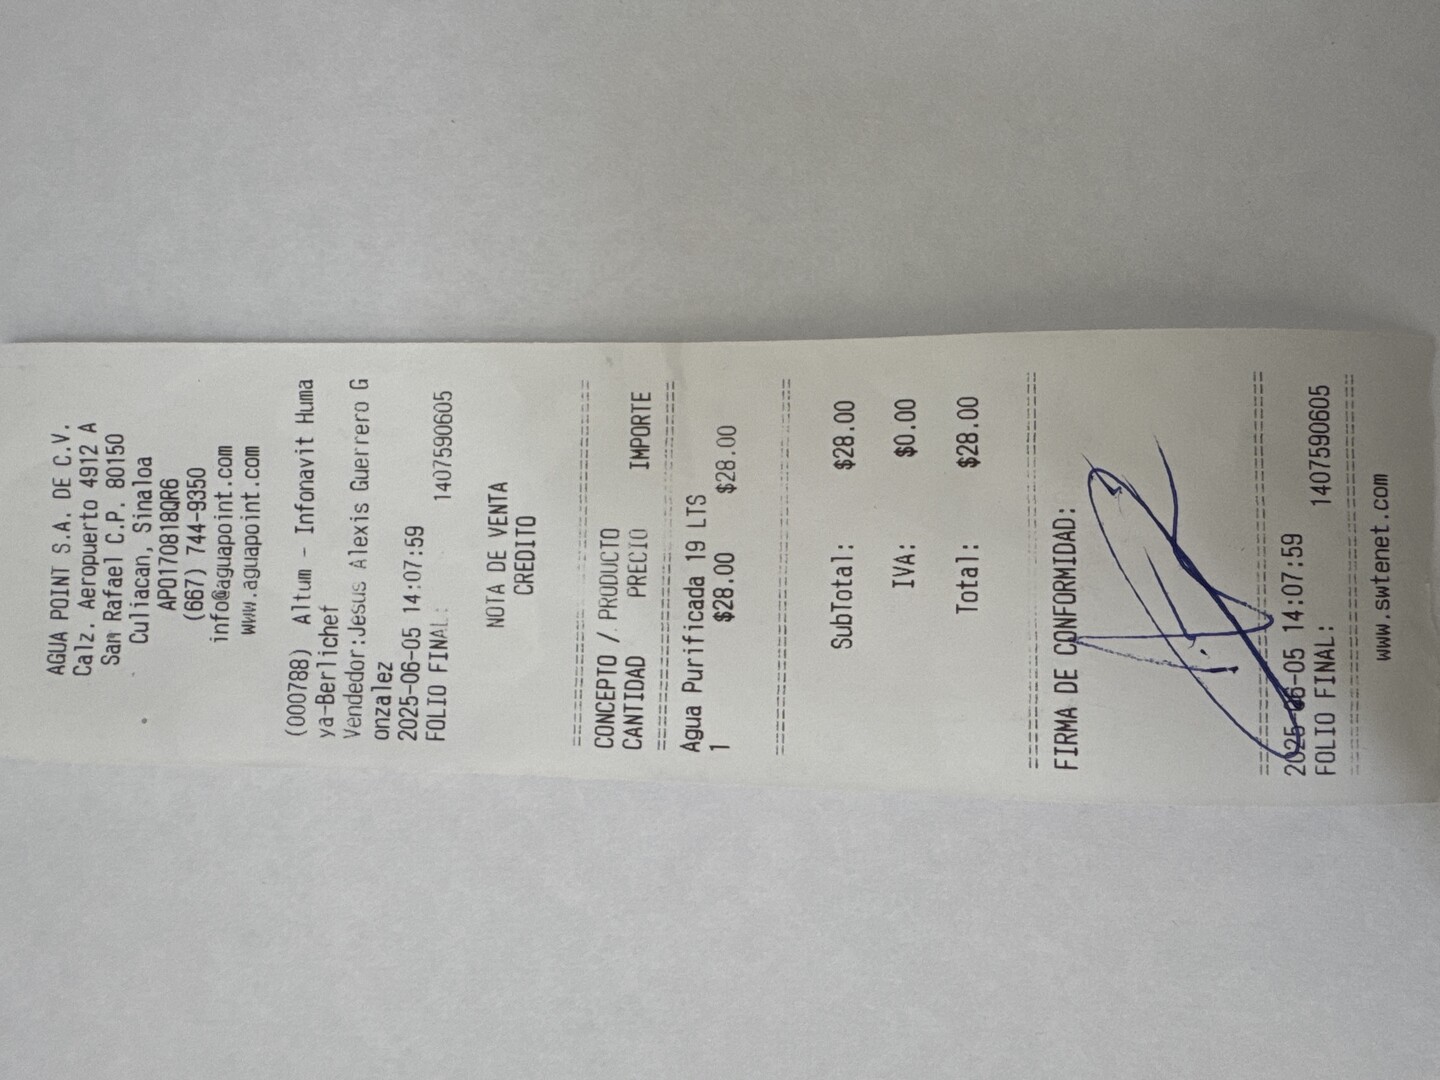 AGUA POINT S.A. DE C.V.
Calz. Aeropuerto 4912 A
San Rafael C.P. 80150
Culiacan, Sinaloa
APO170818QR6
(667) 744-9350
info@aguapoint.com
www.aguapoint.com
(000788) Altum - Infonavit Huma
ya-Berlichef
Vendedor:Jesus Alexis Guerrero G
onzalez
2025-06-05 14:07:59
FOLIO FINAL: 1407590605
NOTA DE VENTA
CREDITO
================================
CONCEPTO / PRODUCTO
CANTIDAD PRECIO IMPORTE
================================
Agua Purificada 19 LTS
1 $28.00 $28.00
================================
SubTotal: $28.00
IVA: $0.00
Total: $28.00
================================
FIRMA DE CONFORMIDAD:
================================
2025-06-05 14:07:59
FOLIO FINAL: 1407590605
================================
www.swtenet.com